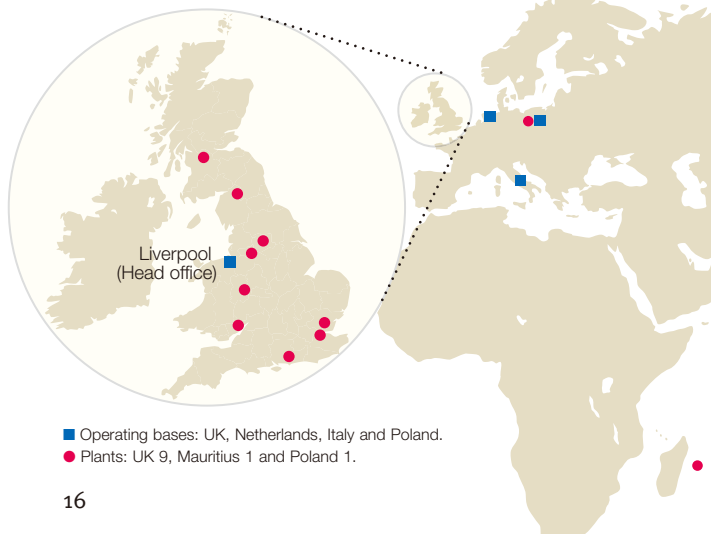 Liverpool
(Head office)
Operating bases: UK, Netherlands, Italy and Poland.
Plants: UK 9, Mauritius 1 and Poland 1.
16